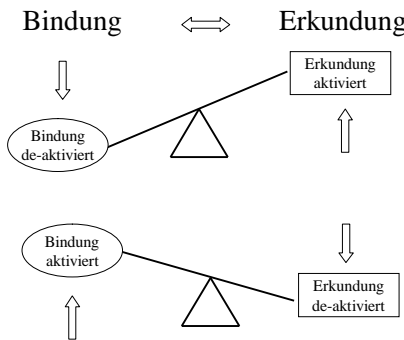 Bindung Erkundung
Erkundung
aktiviert
Bindung
de-aktiviert
Bindung
aktiviert
Erkundung
de-aktiviert